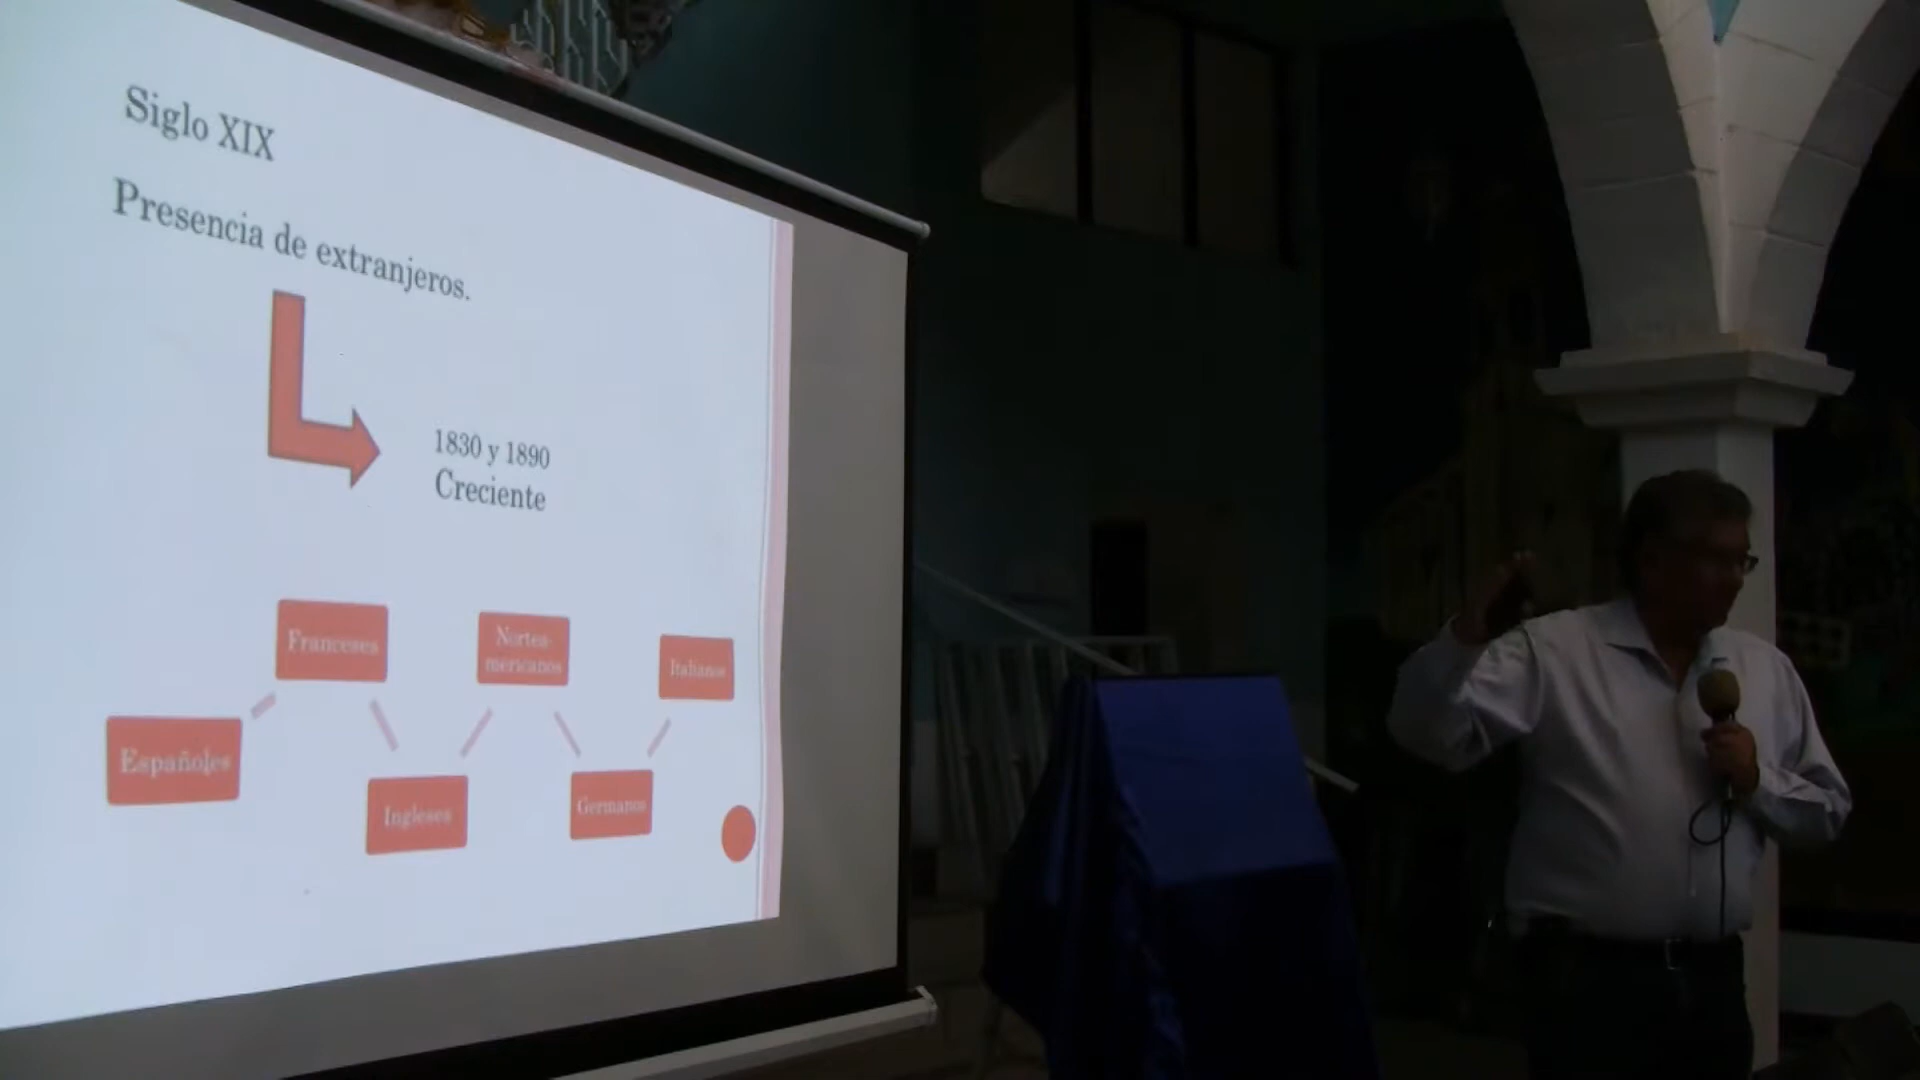 Siglo XIX
Presencia de extranjeros.
1830 y 1890
Creciente
Franceses
Nortea-
mericanos
Italianos
Españoles
Ingleses
Germanos